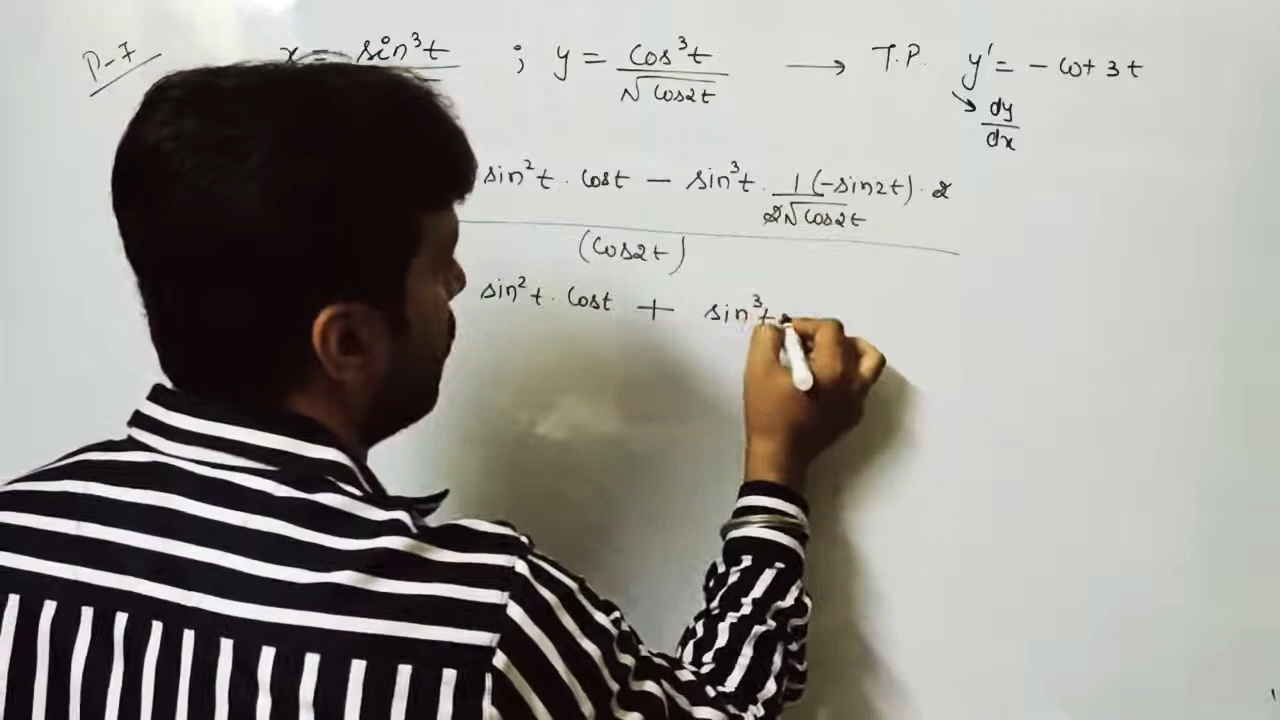 P-7 x = sin³t ; y = cos³t / √cos2t → T.P. y' = - cot 3t
↘ dy/dx
sin²t . cost - sin³t . 1 (-sin2t) . 2 / 2√cos2t
(cos2t)
sin²t . cost + sin³t